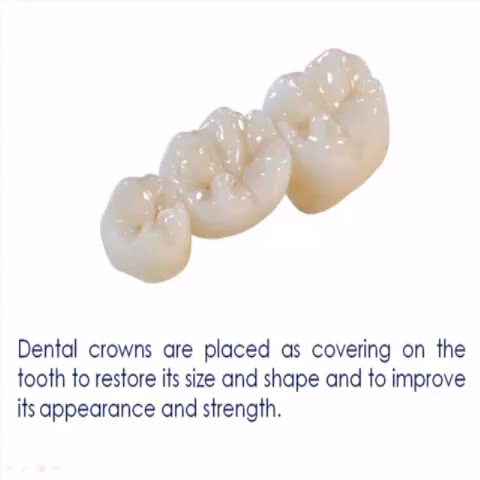 Dental crowns are placed as covering on the
tooth to restore its size and shape and to improve
its appearance and strength.